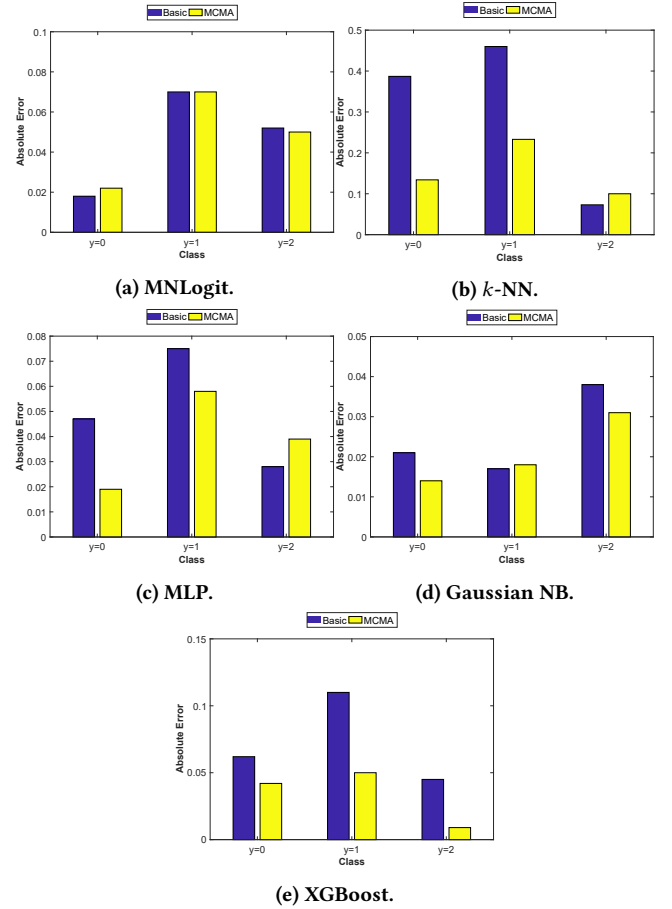 Basic MCMA
Basic MCMA
0.1
0.08
0.06
0.04
0.02
0
Absolute Error
y=0 y=1 y=2
Class
0.5
0.4
0.3
0.2
0.1
0
Absolute Error
y=0 y=1 y=2
Class
(a) MNLogit.
(b) k-NN.
Basic MCMA
Basic MCMA
0.08
0.07
0.06
0.05
0.04
0.03
0.02
0.01
0
Absolute Error
y=0 y=1 y=2
Class
0.05
0.04
0.03
0.02
0.01
0
Absolute Error
y=0 y=1 y=2
Class
(c) MLP.
(d) Gaussian NB.
Basic MCMA
0.15
0.1
0.05
0
Absolute Error
y=0 y=1 y=2
Class
(e) XGBoost.